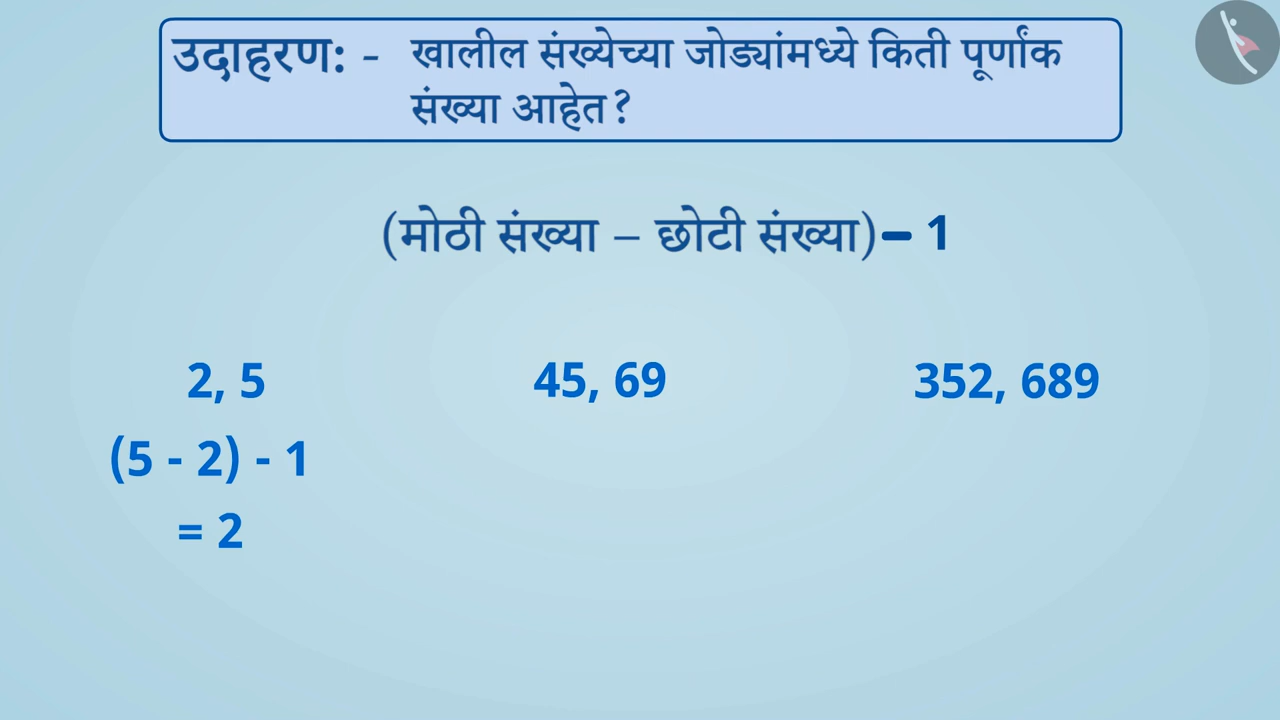 उदाहरण: - खालील संख्येच्या जोड्यांमध्ये किती पूर्णांक
संख्या आहेत?
(मोठी संख्या – छोटी संख्या) – 1
2, 5
45, 69
352, 689
(5 - 2) - 1
= 2